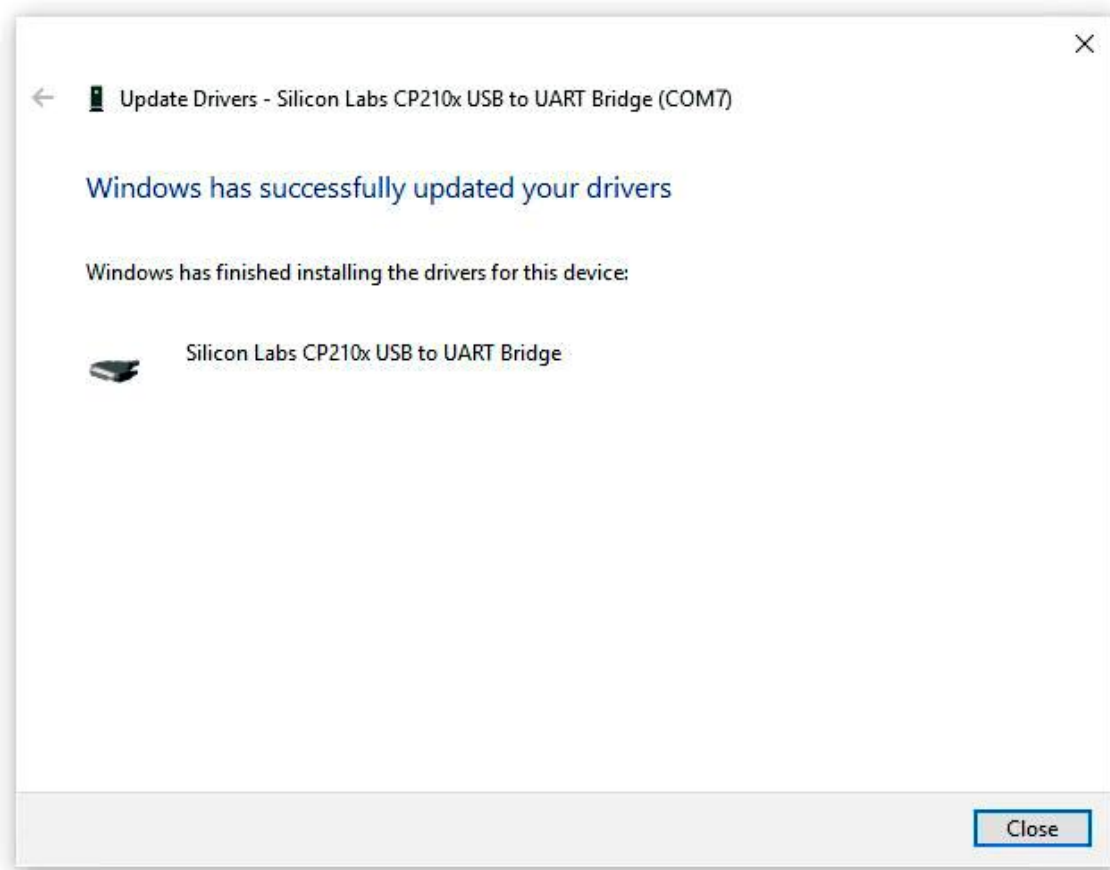 Update Drivers - Silicon Labs CP210x USB to UART Bridge (COM7)
Windows has successfully updated your drivers
Windows has finished installing the drivers for this device:
Silicon Labs CP210x USB to UART Bridge
Close